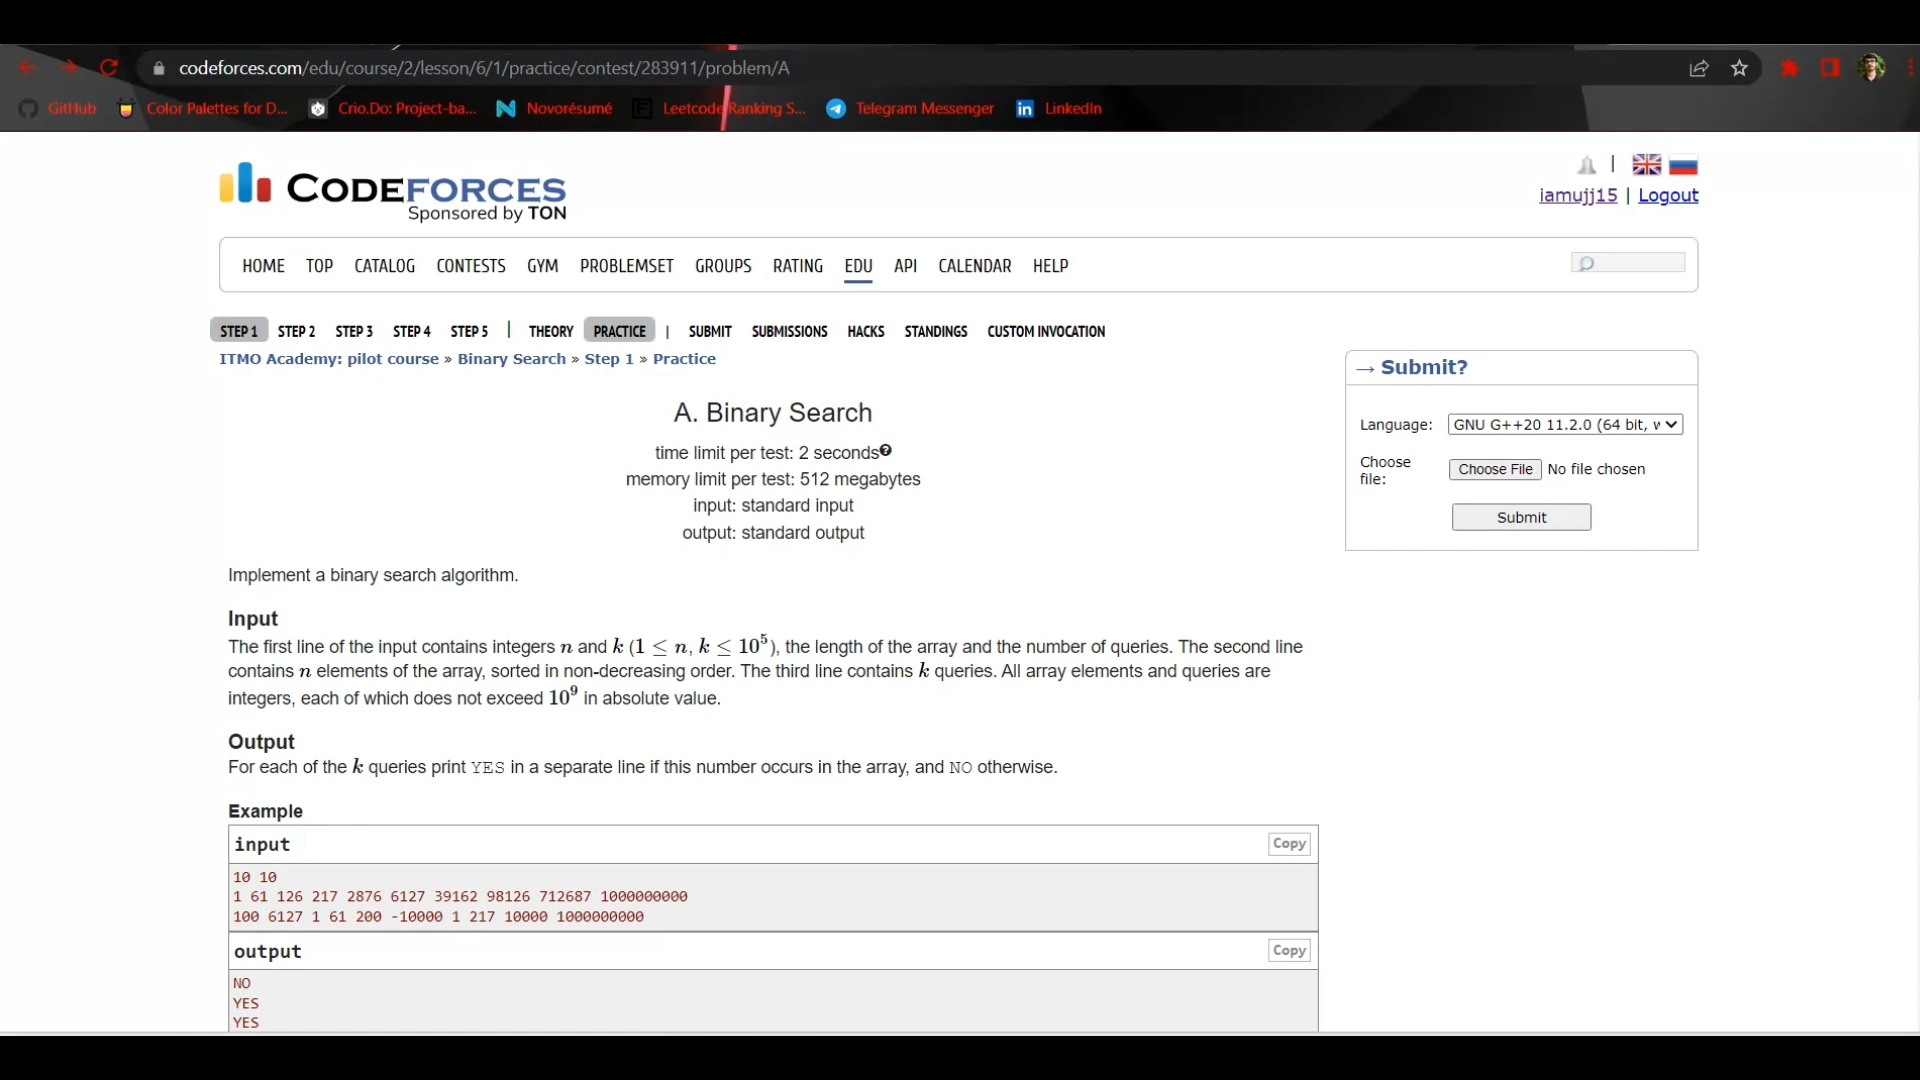 codeforces.com/edu/course/2/lesson/6/1/practice/contest/283911/problem/A
GitHub Color Palettes for D... Crio.Do: Project-ba... Novorésumé Leetcode Ranking S... Telegram Messenger LinkedIn
CODEFORCES
Sponsored by TON
iamujj15 | Logout
HOME TOP CATALOG CONTESTS GYM PROBLEMSET GROUPS RATING EDU API CALENDAR HELP
STEP 1 STEP 2 STEP 3 STEP 4 STEP 5 | THEORY PRACTICE | SUBMIT SUBMISSIONS HACKS STANDINGS CUSTOM INVOCATION
ITMO Academy: pilot course » Binary Search » Step 1 » Practice
A. Binary Search
time limit per test: 2 seconds
memory limit per test: 512 megabytes
input: standard input
output: standard output
Implement a binary search algorithm.
Input
The first line of the input contains integers n and k (1 ≤ n, k ≤ 10⁵), the length of the array and the number of queries. The second line
contains n elements of the array, sorted in non-decreasing order. The third line contains k queries. All array elements and queries are
integers, each of which does not exceed 10⁹ in absolute value.
Output
For each of the k queries print YES in a separate line if this number occurs in the array, and NO otherwise.
Example
input Copy
10 10
1 61 126 217 2876 6127 39162 98126 712687 1000000000
100 6127 1 61 200 -10000 1 217 10000 1000000000
output Copy
NO
YES
YES
→ Submit?
Language: GNU G++20 11.2.0 (64 bit, w
Choose
file: Choose File No file chosen
Submit